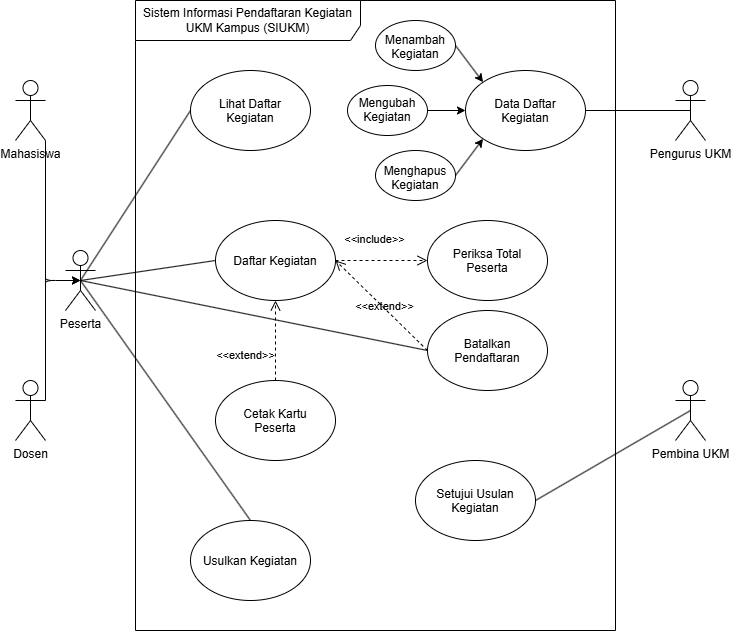 Sistem Informasi Pendaftaran Kegiatan
UKM Kampus (SIUKM)
Menambah
Kegiatan
Lihat Daftar
Kegiatan
Mengubah
Kegiatan
Data Daftar
Kegiatan
Mahasiswa
Pengurus UKM
Menghapus
Kegiatan
Daftar Kegiatan
<<include>>
Periksa Total
Peserta
Peserta
<<extend>>
Batalkan
Pendaftaran
<<extend>>
Cetak Kartu
Peserta
Dosen
Pembina UKM
Setujui Usulan
Kegiatan
Usulkan Kegiatan